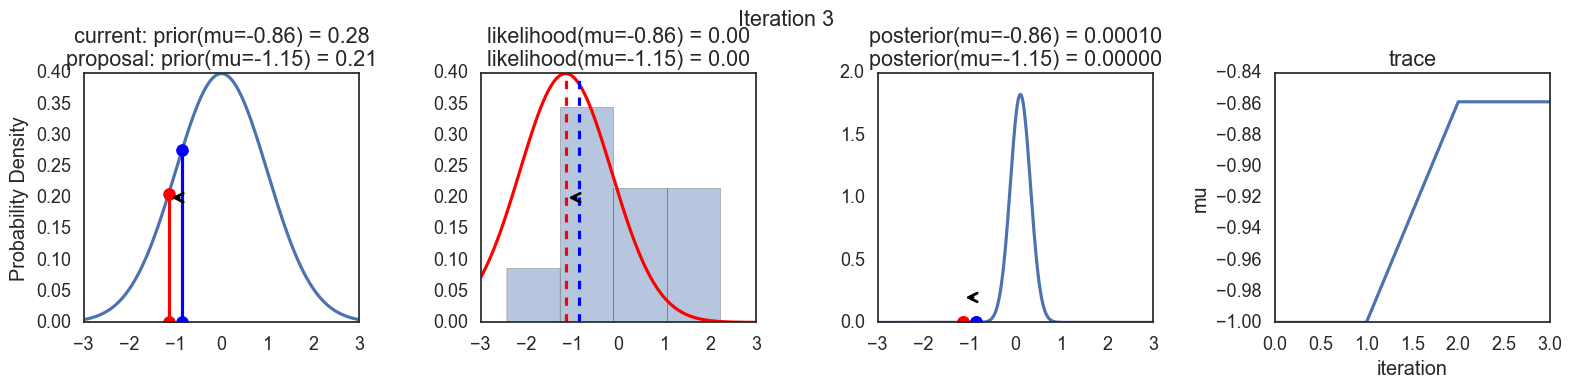 Iteration 3
current: prior(mu=-0.86) = 0.28
proposal: prior(mu=-1.15) = 0.21
0.40
0.35
0.30
0.25
0.20
0.15
0.10
0.05
0.00
Probability Density
−3 −2 −1 0 1 2 3
likelihood(mu=-0.86) = 0.00
likelihood(mu=-1.15) = 0.00
0.40
0.35
0.30
0.25
0.20
0.15
0.10
0.05
0.00
−3 −2 −1 0 1 2 3
posterior(mu=-0.86) = 0.00010
posterior(mu=-1.15) = 0.00000
2.0
1.5
1.0
0.5
0.0
−3 −2 −1 0 1 2 3
trace
−0.84
−0.86
−0.88
−0.90
−0.92
−0.94
−0.96
−0.98
−1.00
mu
0.0 0.5 1.0 1.5 2.0 2.5 3.0
iteration